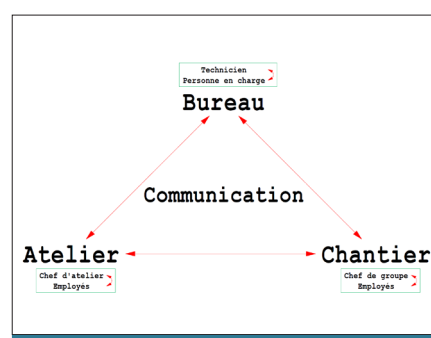 Technicien
Personne en charge
Bureau
Communication
Atelier
Chantier
Chef d'atelier
Employés
Chef de groupe
Employés